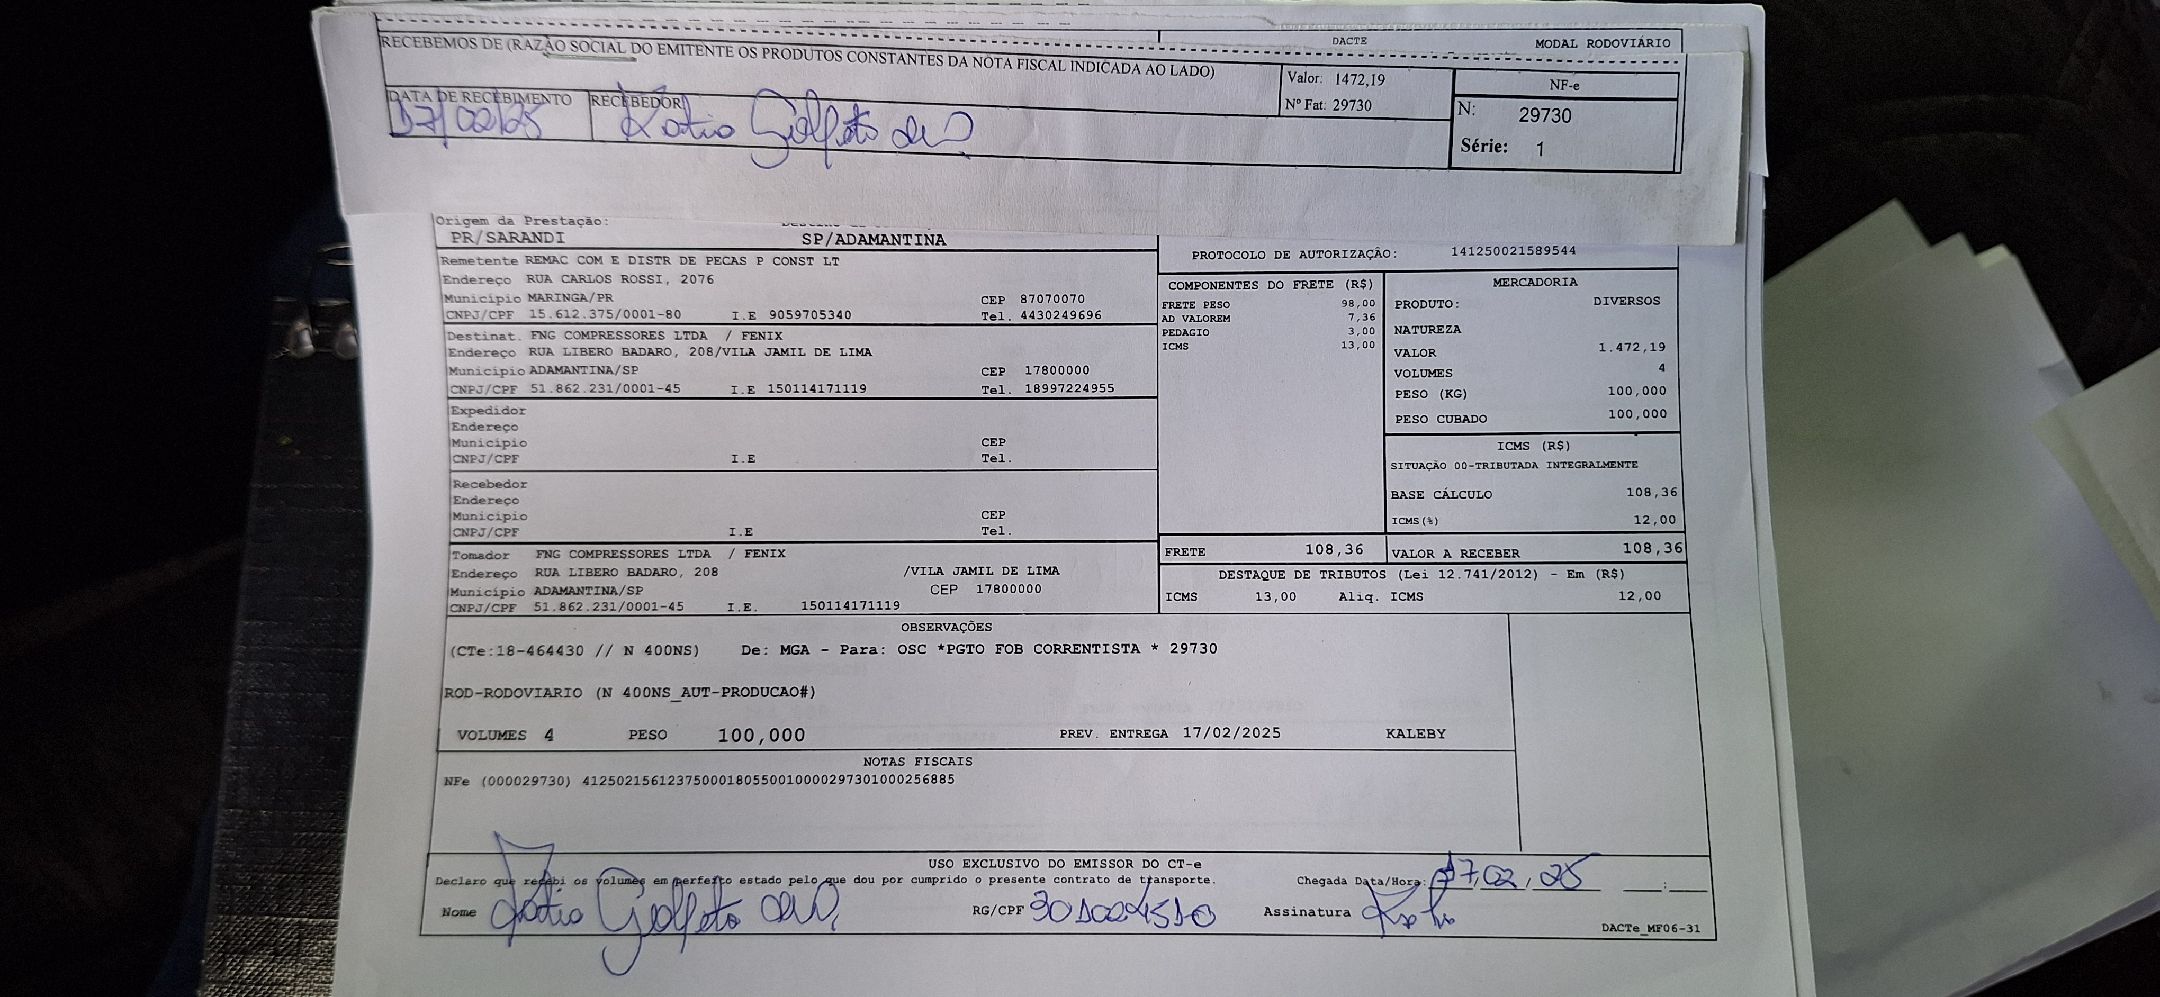 DACTE MODAL RODOVIÁRIO
RECEBEMOS DE (RAZÃO SOCIAL DO EMITENTE OS PRODUTOS CONSTANTES DA NOTA FISCAL INDICADA AO LADO)
Valor: 1472,19
Nº Fat: 29730
NF-e
N: 29730
Série: 1
DATA DE RECEBIMENTO RECEBEDOR
17/02/25
Origem da Prestação:
PR/SARANDI SP/ADAMANTINA
Remetente REMAC COM E DISTR DE PECAS P CONST LT
Endereço RUA CARLOS ROSSI, 2076
Município MARINGA/PR CEP 87070070
CNPJ/CPF 15.612.375/0001-80 I.E 9059705340 Tel. 4430249696
Destinat. FNG COMPRESSORES LTDA / FENIX
Endereço RUA LIBERO BADARO, 208/VILA JAMIL DE LIMA
Município ADAMANTINA/SP CEP 17800000
CNPJ/CPF 51.862.231/0001-45 I.E 150114171119 Tel. 18997224955
Expedidor
Endereço
Município CEP
CNPJ/CPF I.E Tel.
Recebedor
Endereço
Município CEP
CNPJ/CPF I.E Tel.
Tomador FNG COMPRESSORES LTDA / FENIX
Endereço RUA LIBERO BADARO, 208 /VILA JAMIL DE LIMA
Município ADAMANTINA/SP CEP 17800000
CNPJ/CPF 51.862.231/0001-45 I.E. 150114171119
PROTOCOLO DE AUTORIZAÇÃO: 141250021589544
COMPONENTES DO FRETE (R$)
FRETE PESO 98,00
AD VALOREM 7,36
PEDAGIO 3,00
ICMS 13,00
MERCADORIA
PRODUTO: DIVERSOS
NATUREZA
VALOR 1.472,19
VOLUMES 4
PESO (KG) 100,000
PESO CUBADO 100,000
ICMS (R$)
SITUAÇÃO 00-TRIBUTADA INTEGRALMENTE
BASE CÁLCULO 108,36
ICMS(%) 12,00
FRETE 108,36 VALOR A RECEBER 108,36
DESTAQUE DE TRIBUTOS (Lei 12.741/2012) - Em (R$)
ICMS 13,00 Aliq. ICMS 12,00
OBSERVAÇÕES
(CTe:18-464430 // N 400NS) De: MGA - Para: OSC *PGTO FOB CORRENTISTA * 29730
ROD-RODOVIARIO (N 400NS_AUT-PRODUCAO#)
VOLUMES 4 PESO 100,000 PREV. ENTREGA 17/02/2025 KALEBY
NOTAS FISCAIS
NFe (000029730) 41250215612375000180550010000297301000256885
USO EXCLUSIVO DO EMISSOR DO CT-e
Declaro que recebi os volumes em perfeito estado pelo que dou por cumprido o presente contrato de transporte. Chegada Data/Hora: 17,02,25 __:__
Nome RG/CPF Assinatura
DACTe_MF06-31